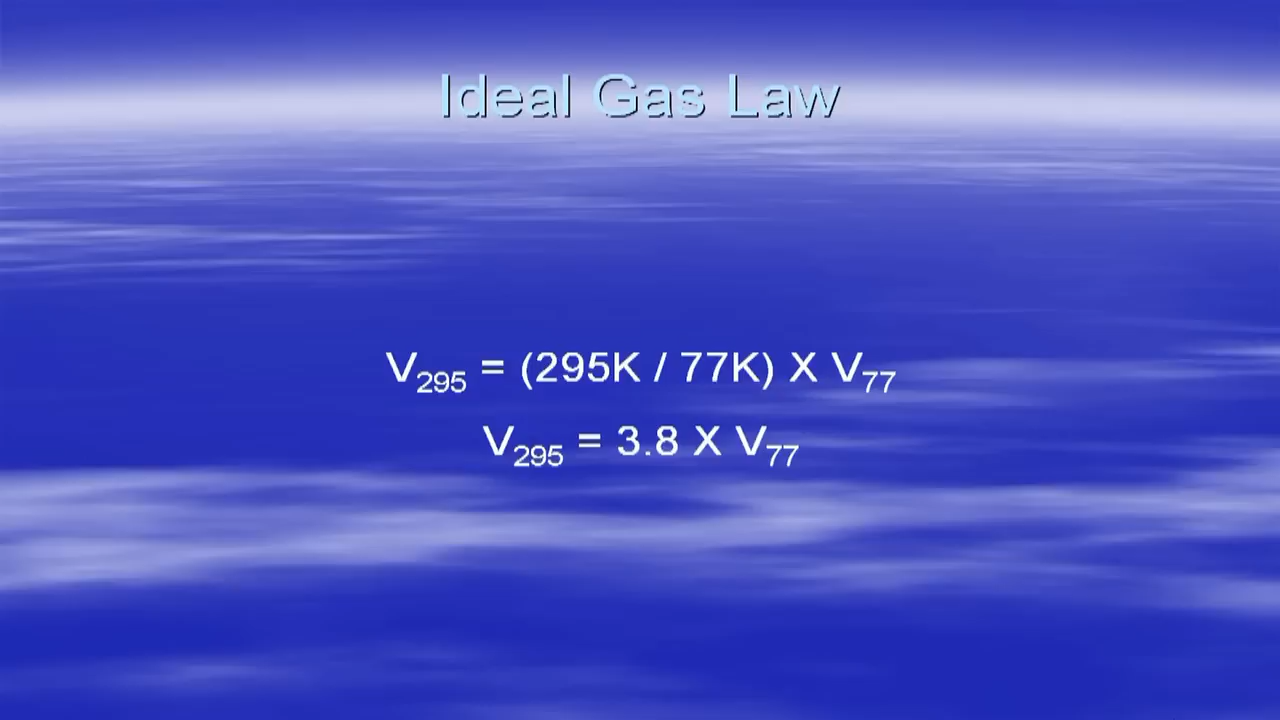 Ideal Gas Law
V₂₉₅ = (295K / 77K) X V₇₇
V₂₉₅ = 3.8 X V₇₇